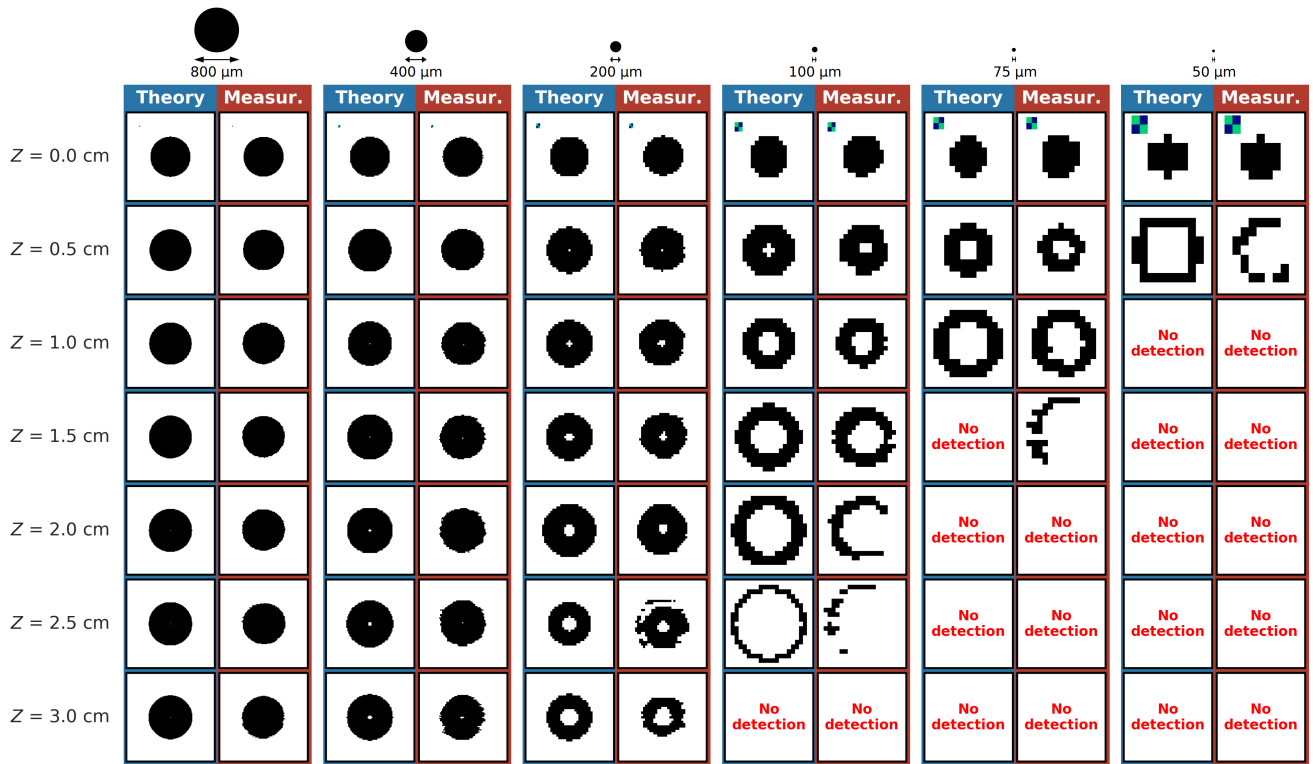 800 μm 400 μm 200 μm 100 μm 75 μm 50 μm
Theory Measur. Theory Measur. Theory Measur. Theory Measur. Theory Measur. Theory Measur.
Z = 0.0 cm
Z = 0.5 cm
Z = 1.0 cm
No detection No detection
Z = 1.5 cm
No detection No detection No detection
Z = 2.0 cm
No detection No detection No detection No detection
Z = 2.5 cm
No detection No detection No detection No detection
Z = 3.0 cm
No detection No detection No detection No detection No detection No detection